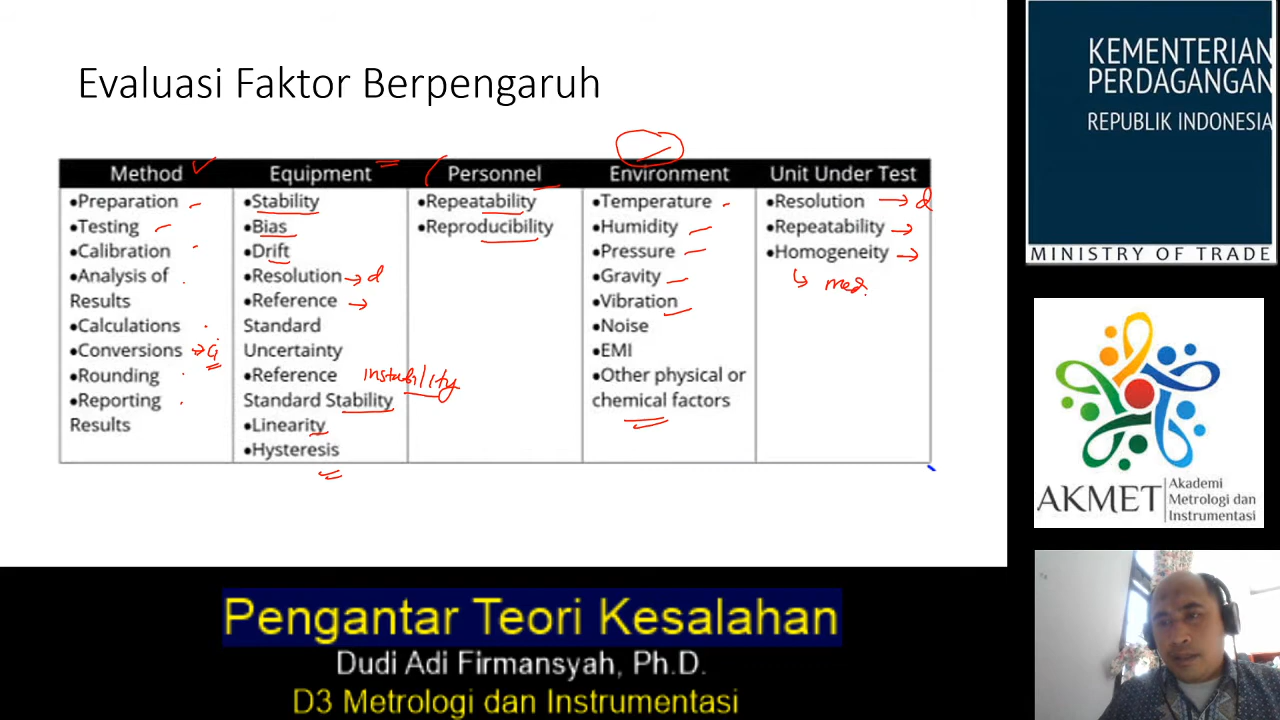 Evaluasi Faktor Berpengaruh
Method
•Preparation
•Testing
•Calibration
•Analysis of
Results
•Calculations
•Conversions
•Rounding
•Reporting
Results
Equipment
•Stability
•Bias
•Drift
•Resolution → d
•Reference
Standard
Uncertainty
•Reference
Standard Stability
instability
•Linearity
•Hysteresis
Personnel
•Repeatability
•Reproducibility
Environment
•Temperature
•Humidity
•Pressure
•Gravity
•Vibration
•Noise
•EMI
•Other physical or
chemical factors
Unit Under Test
•Resolution → d
•Repeatability →
•Homogeneity →
KEMENTERIAN
PERDAGANGAN
REPUBLIK INDONESIA
MINISTRY OF TRADE
AKMET
Akademi
Metrologi dan
Instrumentasi
Pengantar Teori Kesalahan
Dudi Adi Firmansyah, Ph.D.
D3 Metrologi dan Instrumentasi